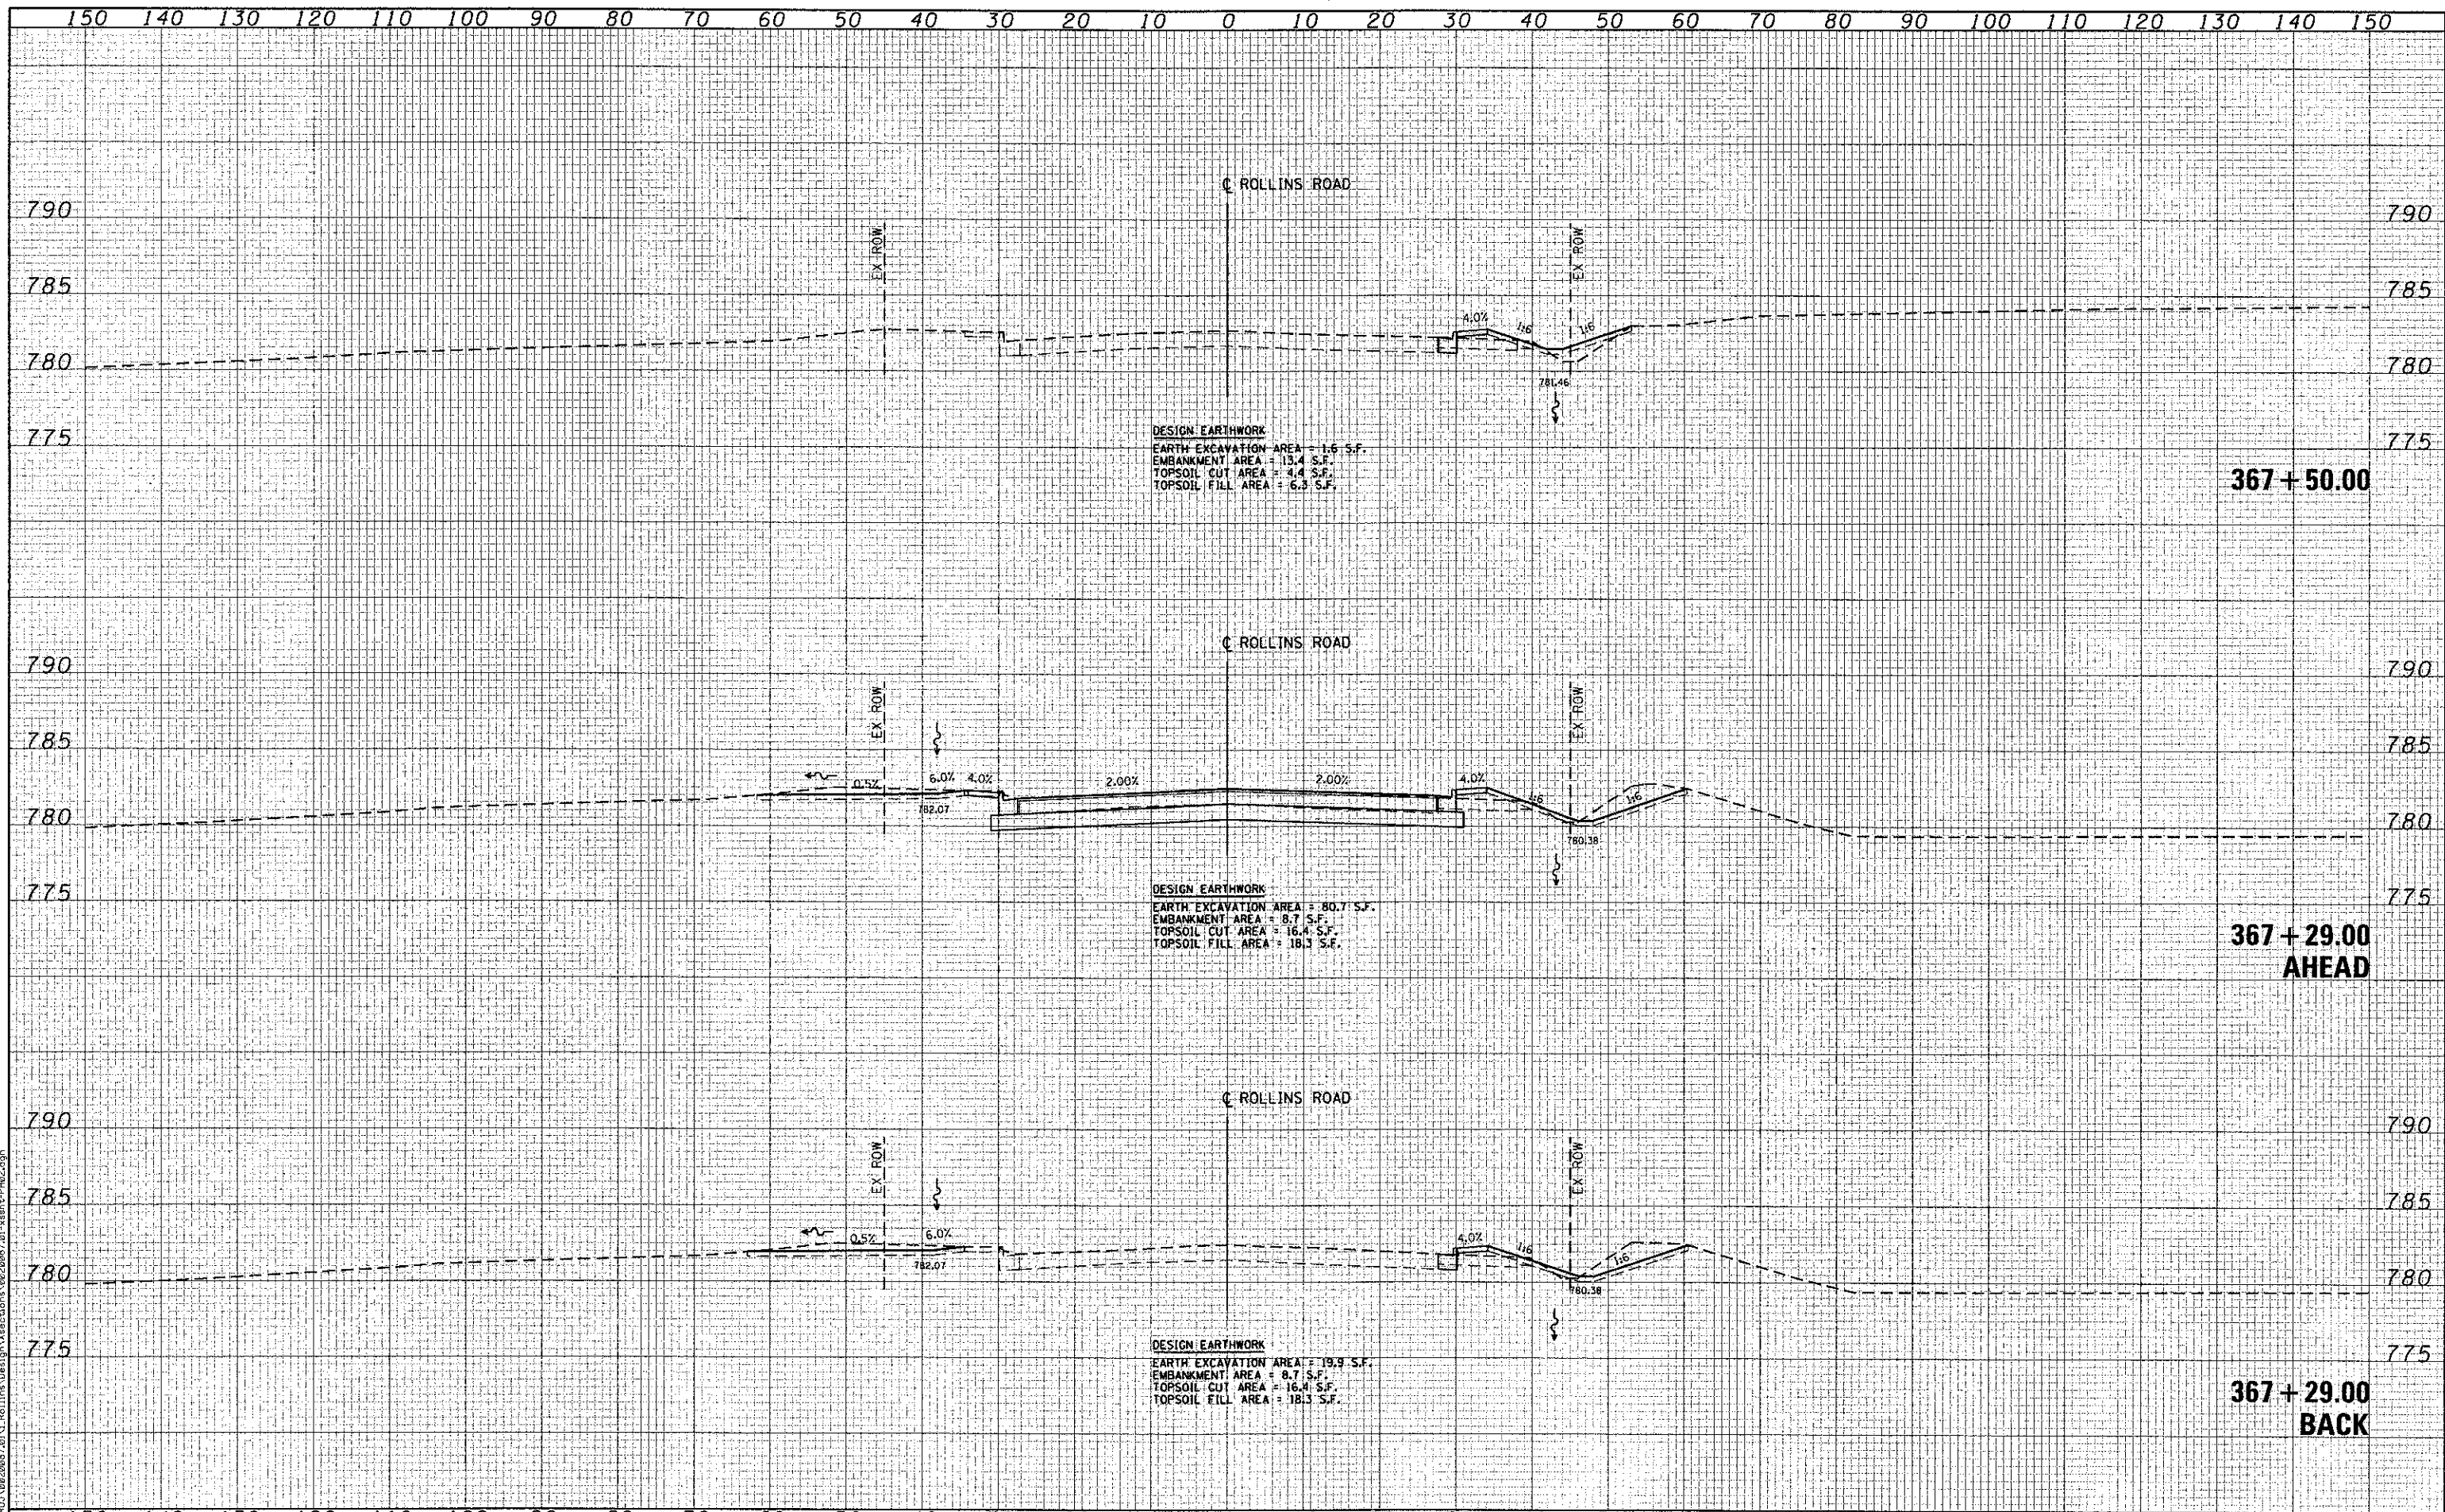 150 140 130 120 110 100 90 80 70 60 50 40 30 20 10 0 10 20 30 40 50 60 70 80 90 100 110 120 130 140 150
℄ ROLLINS ROAD
790 790
EX ROW EX ROW
785 785
4.0% 1:6 1:6
780 780
781.46
775 775
DESIGN EARTHWORK
EARTH EXCAVATION AREA = 1.6 S.F.
EMBANKMENT AREA = 13.4 S.F.
TOPSOIL CUT AREA = 4.4 S.F.
TOPSOIL FILL AREA = 6.3 S.F.
367+50.00
℄ ROLLINS ROAD
790 790
EX ROW EX ROW
785 785
0.5% 6.0% 4.0% 2.00% 2.00% 4.0% 1:6 1:6
782.07
780 780
780.38
775 775
DESIGN EARTHWORK
EARTH EXCAVATION AREA = 80.7 S.F.
EMBANKMENT AREA = 8.7 S.F.
TOPSOIL CUT AREA = 16.4 S.F.
TOPSOIL FILL AREA = 18.3 S.F.
367+29.00
AHEAD
℄ ROLLINS ROAD
790 790
EX ROW EX ROW
785 785
0.5% 6.0% 4.0% 1:6 1:6
782.07
780 780
780.38
775 775
DESIGN EARTHWORK
EARTH EXCAVATION AREA = 19.9 S.F.
EMBANKMENT AREA = 8.7 S.F.
TOPSOIL CUT AREA = 16.4 S.F.
TOPSOIL FILL AREA = 18.3 S.F.
367+29.00
BACK